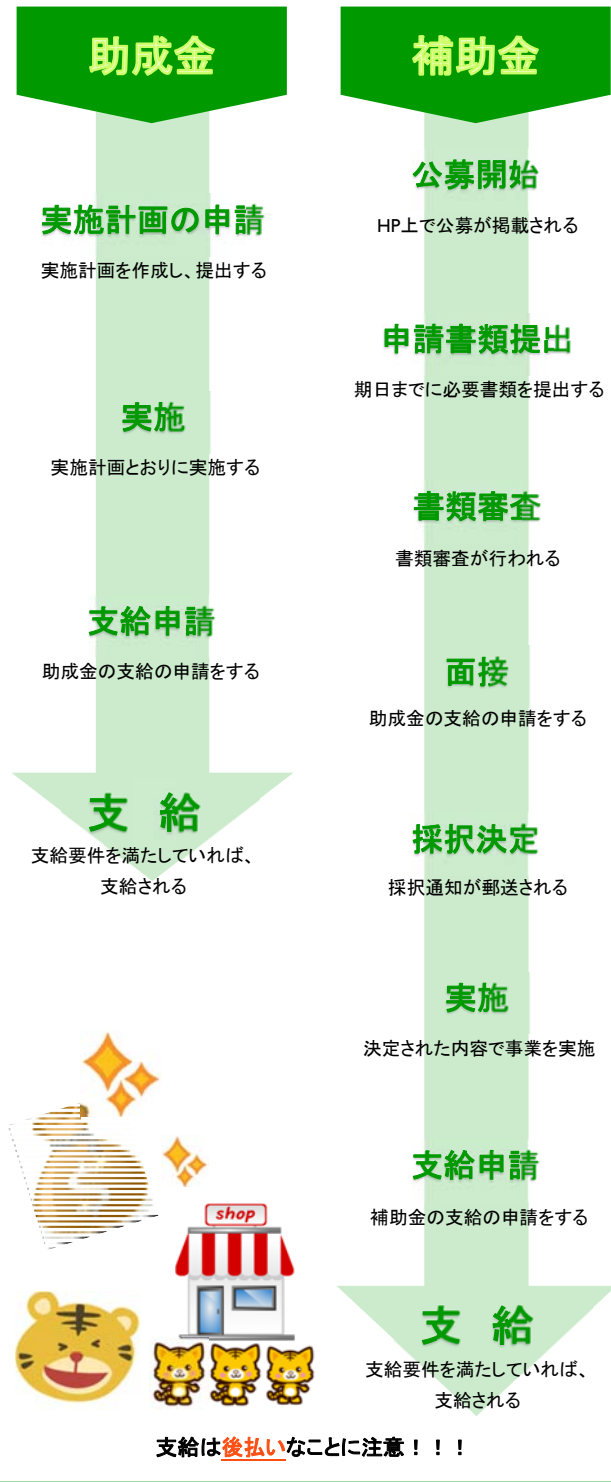 助成金
実施計画の申請
実施計画を作成し、提出する
実施
実施計画とおりに実施する
支給申請
助成金の支給の申請をする
支 給
支給要件を満たしていれば、
支給される
補助金
公募開始
HP上で公募が掲載される
申請書類提出
期日までに必要書類を提出する
書類審査
書類審査が行われる
面接
助成金の支給の申請をする
採択決定
採択通知が郵送される
実施
決定された内容で事業を実施
支給申請
補助金の支給の申請をする
支 給
支給要件を満たしていれば、
支給される
shop
支給は後払いなことに注意！！！